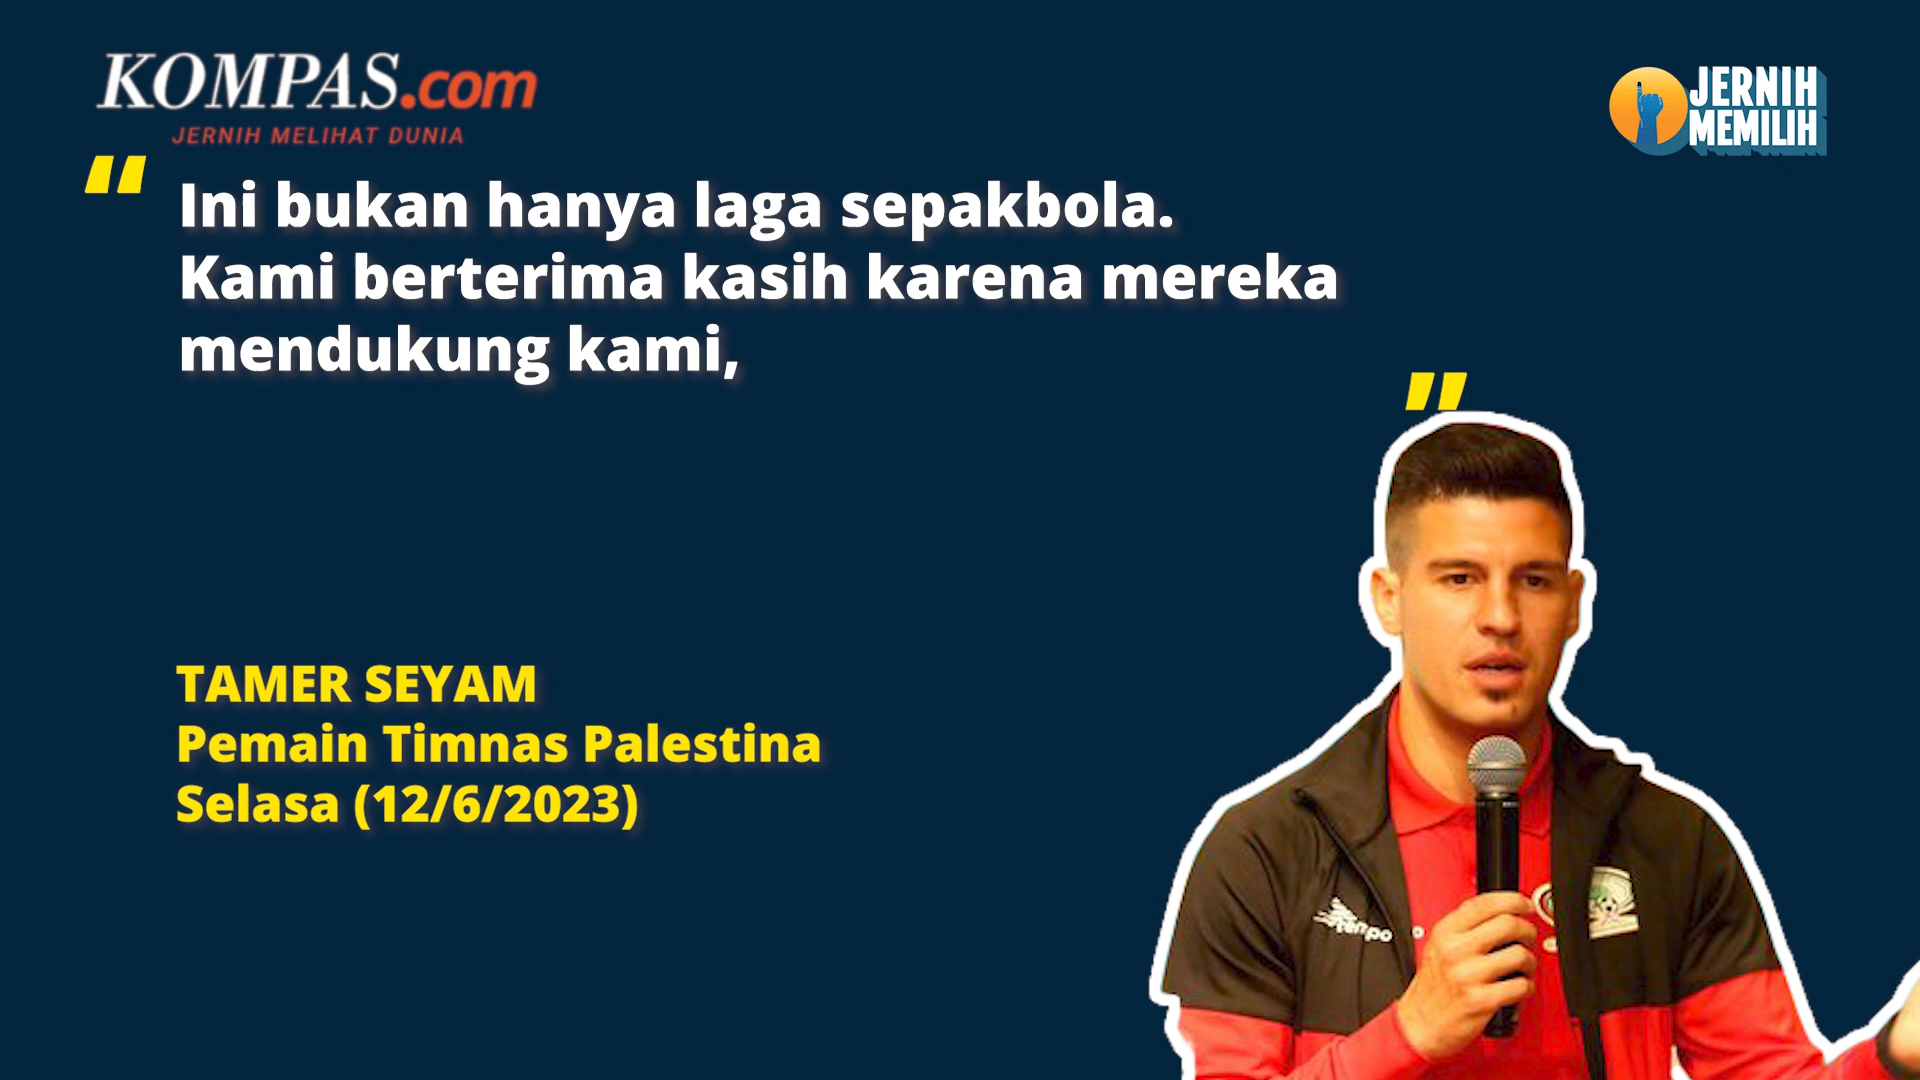 KOMPAS.com
JERNIH MELIHAT DUNIA
JERNIH
MEMILIH
“ Ini bukan hanya laga sepakbola.
Kami berterima kasih karena mereka
mendukung kami,
”
TAMER SEYAM
Pemain Timnas Palestina
Selasa (12/6/2023)
tempo